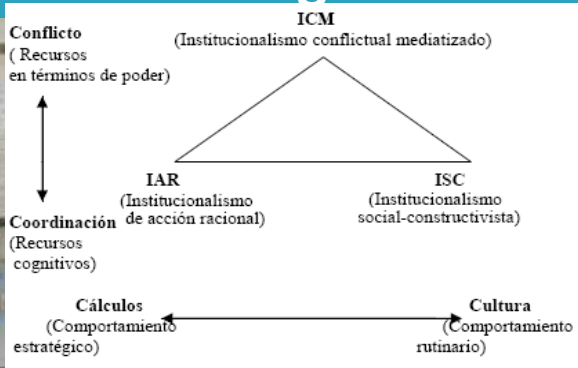 ICM
(Institucionalismo conflictual mediatizado)
Conflicto
( Recursos
en términos de poder)
IAR
(Institucionalismo
de acción racional)
ISC
(Institucionalismo
social-constructivista)
Coordinación
(Recursos
cognitivos)
Cálculos
(Comportamiento
estratégico)
Cultura
(Comportamiento
rutinario)